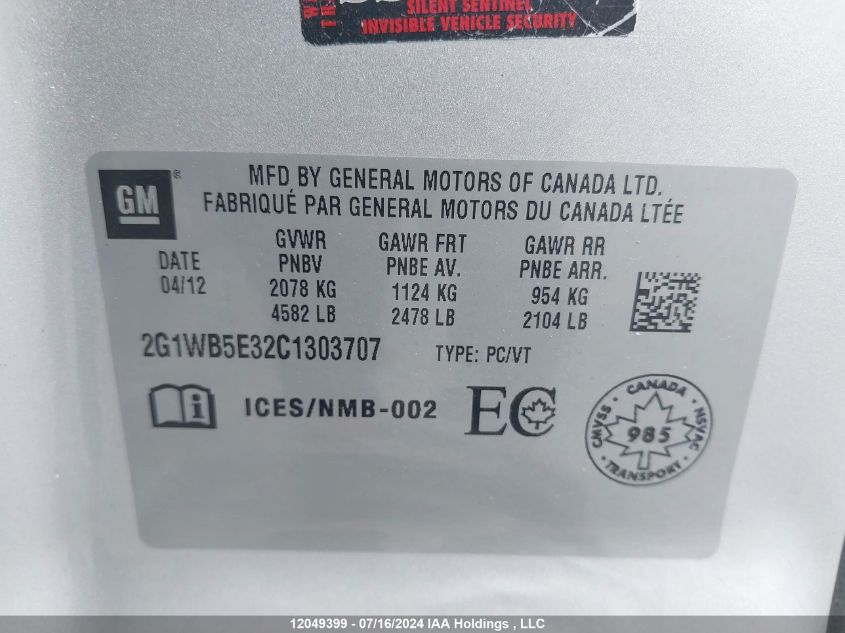 SILENT SENTINEL
INVISIBLE VEHICLE SECURITY
GM®
MFD BY GENERAL MOTORS OF CANADA LTD.
FABRIQUÉ PAR GENERAL MOTORS DU CANADA LTÉE
GVWR GAWR FRT GAWR RR
DATE PNBV PNBE AV. PNBE ARR.
04/12 2078 KG 1124 KG 954 KG
4582 LB 2478 LB 2104 LB
2G1WB5E32C1303707 TYPE: PC/VT
i ICES/NMB-002 EC
CANADA
CMVSS 985 NSVAC
TRANSPORT
12049399 - 07/16/2024 IAA Holdings , LLC